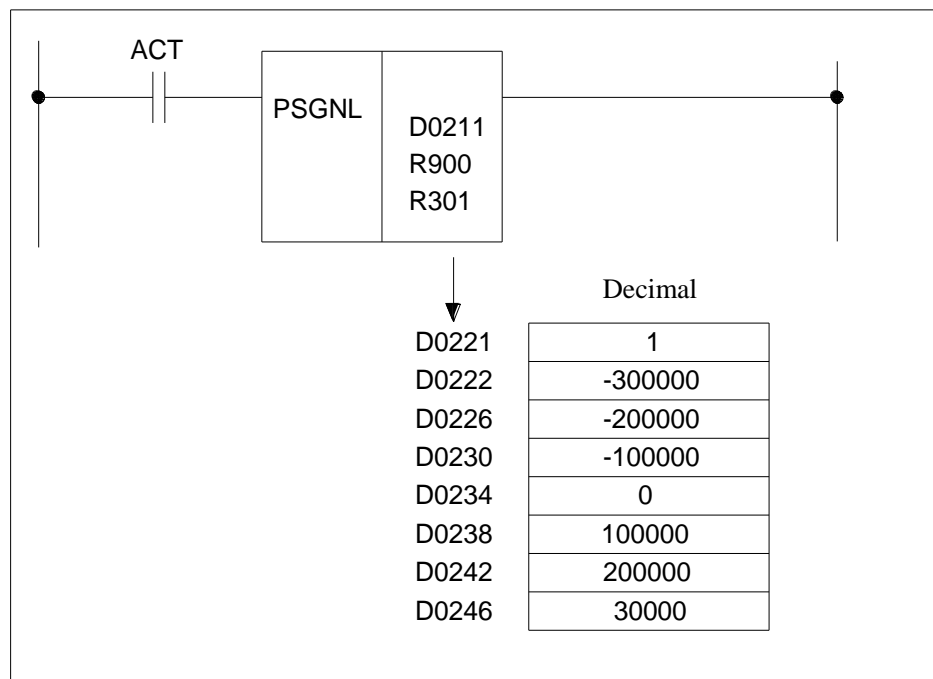 ACT
PSGNL
D0211
R900
R301
Decimal
D0221 1
D0222 -300000
D0226 -200000
D0230 -100000
D0234 0
D0238 100000
D0242 200000
D0246 30000